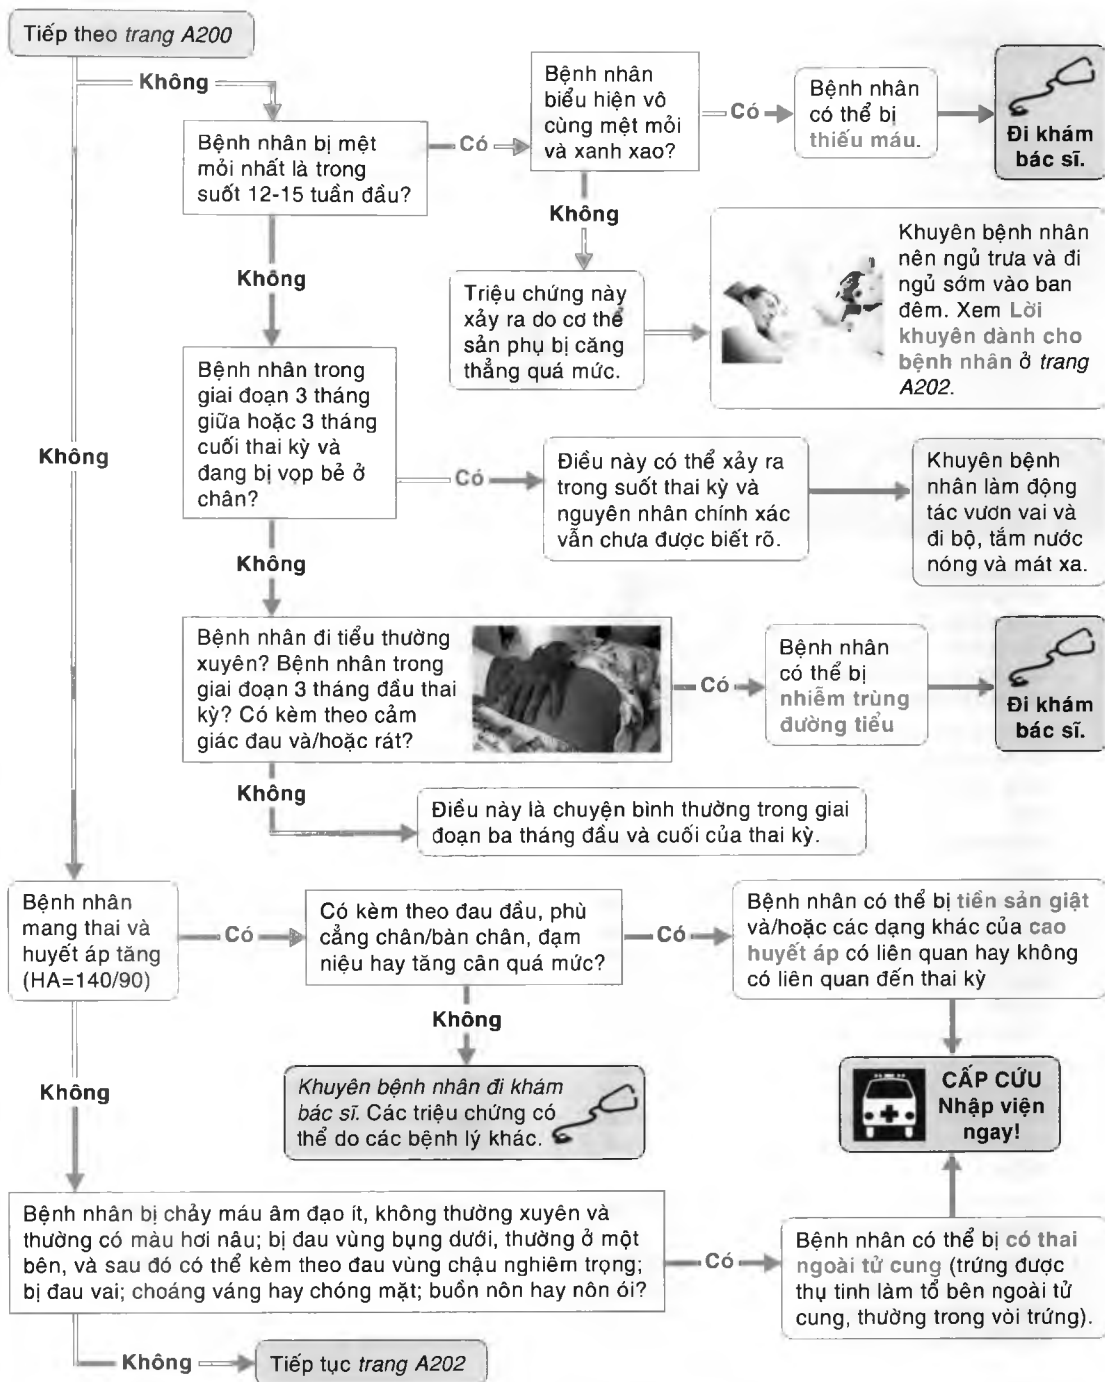 Tiếp theo trang A200
Không
Bệnh nhân bị mệt
mỏi nhất là trong
suốt 12-15 tuần đầu?
Có
Bệnh nhân
biểu hiện vô
cùng mệt mỏi
và xanh xao?
Có
Bệnh nhân
có thể bị
thiếu máu.
Đi khám
bác sĩ.
Không
Triệu chứng này
xảy ra do cơ thể
sản phụ bị căng
thẳng quá mức.
Khuyên bệnh nhân
nên ngủ trưa và đi
ngủ sớm vào ban
đêm. Xem Lời
khuyên dành cho
bệnh nhân ở trang
A202.
Không
Bệnh nhân trong
giai đoạn 3 tháng
giữa hoặc 3 tháng
cuối thai kỳ và
đang bị vọp bẻ ở
chân?
Có
Điều này có thể xảy ra
trong suốt thai kỳ và
nguyên nhân chính xác
vẫn chưa được biết rõ.
Khuyên bệnh
nhân làm động
tác vươn vai và
đi bộ, tắm nước
nóng và mát xa.
Không
Không
Bệnh nhân đi tiểu thường
xuyên? Bệnh nhân trong
giai đoạn 3 tháng đầu thai
kỳ? Có kèm theo cảm
giác đau và/hoặc rát?
Có
Bệnh nhân
có thể bị
nhiễm trùng
đường tiểu
Đi khám
bác sĩ.
Không
Điều này là chuyện bình thường trong giai
đoạn ba tháng đầu và cuối của thai kỳ.
Bệnh nhân
mang thai và
huyết áp tăng
(HA=140/90)
Có
Có kèm theo đau đầu, phù
cẳng chân/bàn chân, đạm
niệu hay tăng cân quá mức?
Có
Bệnh nhân có thể bị tiền sản giật
và/hoặc các dạng khác của cao
huyết áp có liên quan hay không
có liên quan đến thai kỳ
Không
Khuyên bệnh nhân đi khám
bác sĩ. Các triệu chứng có
thể do các bệnh lý khác.
CẤP CỨU
Nhập viện
ngay!
Không
Bệnh nhân bị chảy máu âm đạo ít, không thường xuyên và
thường có màu hơi nâu; bị đau vùng bụng dưới, thường ở một
bên, và sau đó có thể kèm theo đau vùng chậu nghiêm trọng;
bị đau vai; choáng váng hay chóng mặt; buồn nôn hay nôn ói?
Có
Bệnh nhân có thể bị có thai
ngoài tử cung (trứng được
thụ tinh làm tổ bên ngoài tử
cung, thường trong vòi trứng).
Không
Tiếp tục trang A202